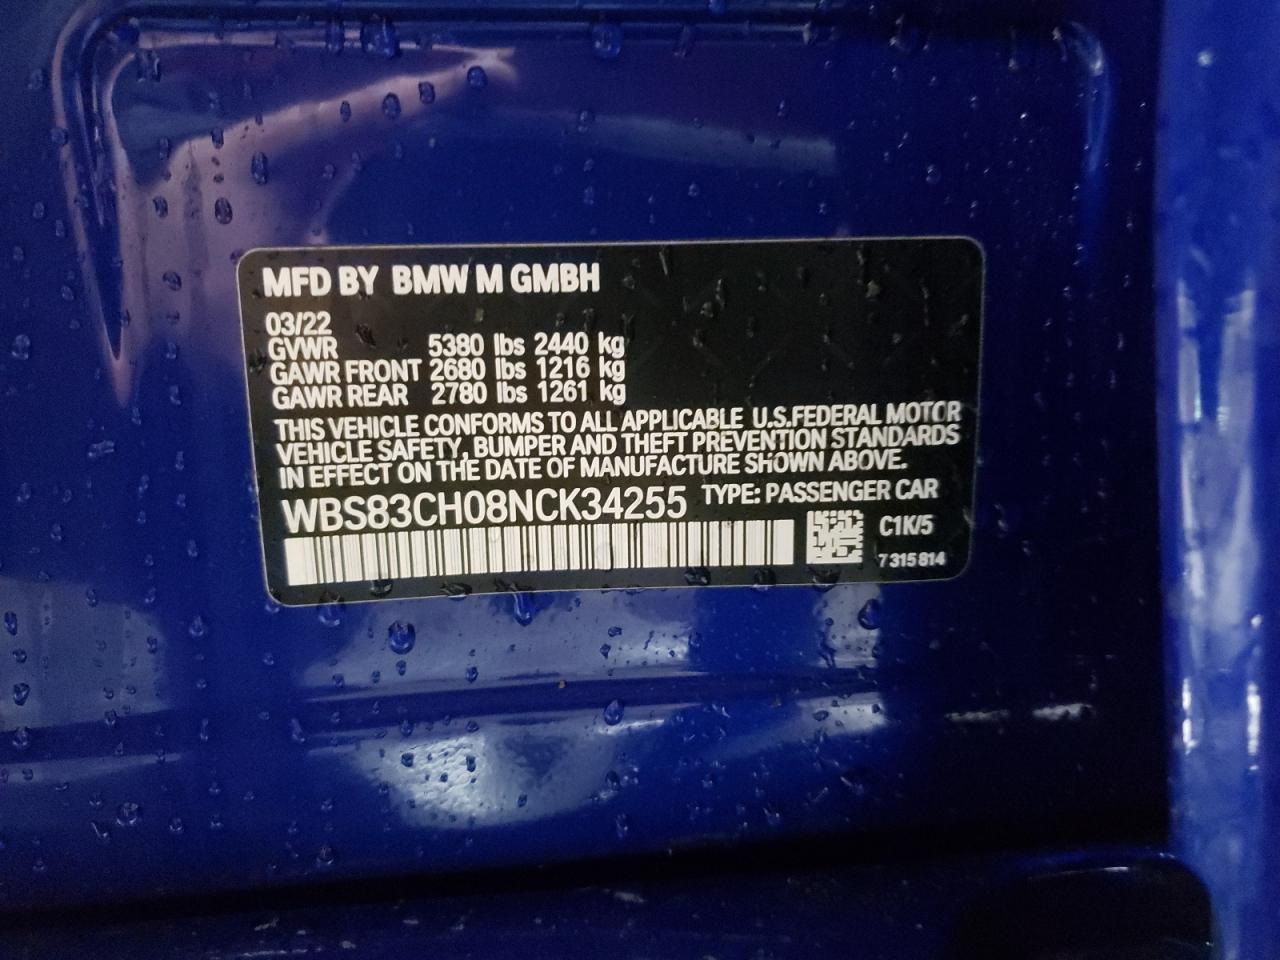 MFD BY BMW M GMBH
03/22
GVWR 5380 lbs 2440 kg
GAWR FRONT 2680 lbs 1216 kg
GAWR REAR 2780 lbs 1261 kg
THIS VEHICLE CONFORMS TO ALL APPLICABLE U.S.FEDERAL MOTOR
VEHICLE SAFETY, BUMPER AND THEFT PREVENTION STANDARDS
IN EFFECT ON THE DATE OF MANUFACTURE SHOWN ABOVE.
WBS83CH08NCK34255 TYPE: PASSENGER CAR
C1K/5
7 315 814